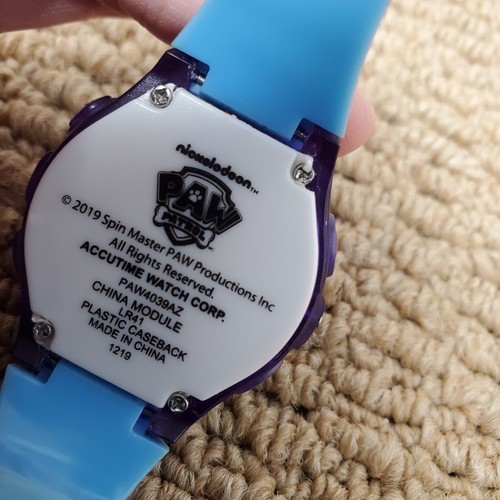 nickelodeon™
PAW
PATROL
© 2019 Spin Master PAW Productions Inc
All Rights Reserved.
ACCUTIME WATCH CORP.
PAW4039AZ
CHINA MODULE
LR41
PLASTIC CASEBACK
MADE IN CHINA
1219